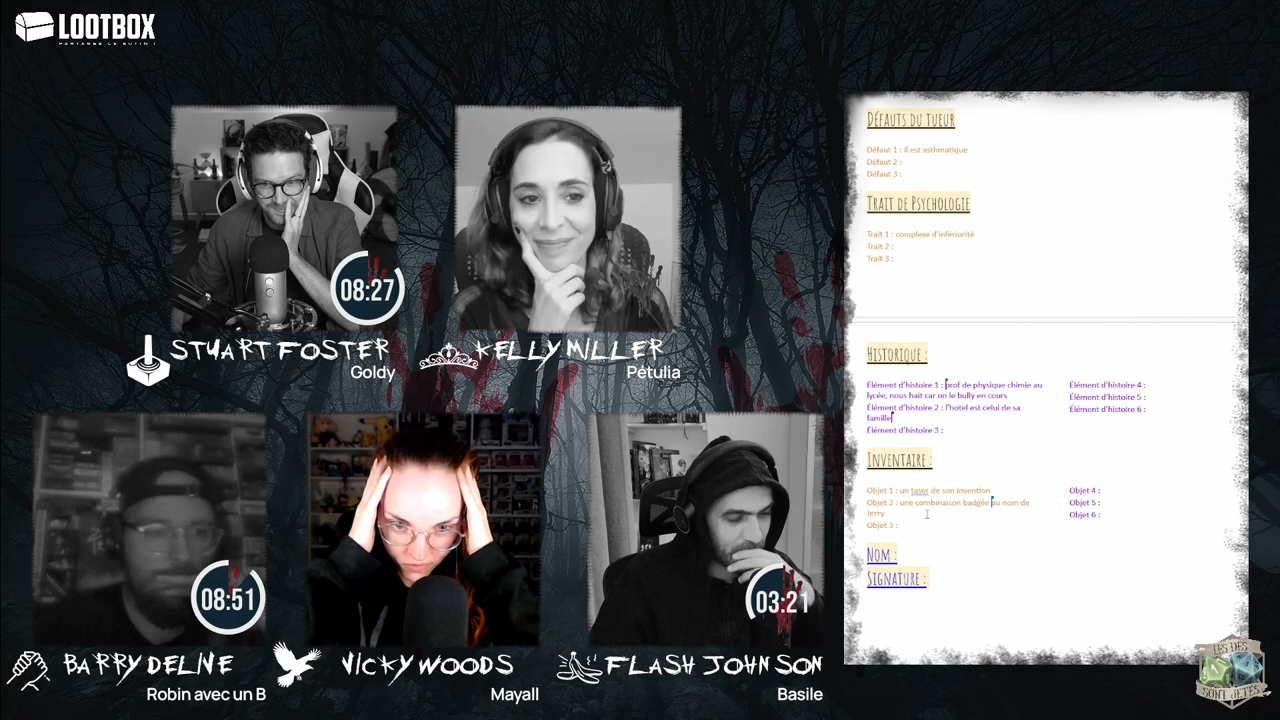 LOOTBOX
PARTAGEZ LE BUTIN !
08:27
STUART FOSTER
Goldy
KELLY MILLER
Pétulia
08:51
BARRY DELIVE
Robin avec un B
VICKY WOODS
Mayall
03:21
FLASH JOHNSON
Basile
DÉFAUTS DU TUEUR
Défaut 1 : il est asthmatique
Défaut 2 :
Défaut 3 :
TRAIT DE PSYCHOLOGIE
Trait 1 : complexe d'infériorité
Trait 2 :
Trait 3 :
HISTORIQUE :
Élément d'histoire 1 : prof de physique chimie au
lycée, nous hait car on le bully en cours
Élément d'histoire 2 : l'hotel est celui de sa
famille
Élément d'histoire 3 :
Élément d'histoire 4 :
Élément d'histoire 5 :
Élément d'histoire 6 :
INVENTAIRE :
Objet 1 : un taser de son invention
Objet 2 : une combinaison badgée au nom de
Jerry
Objet 3 :
Objet 4 :
Objet 5 :
Objet 6 :
NOM :
SIGNATURE :
LES DÉS
SONT JETÉS